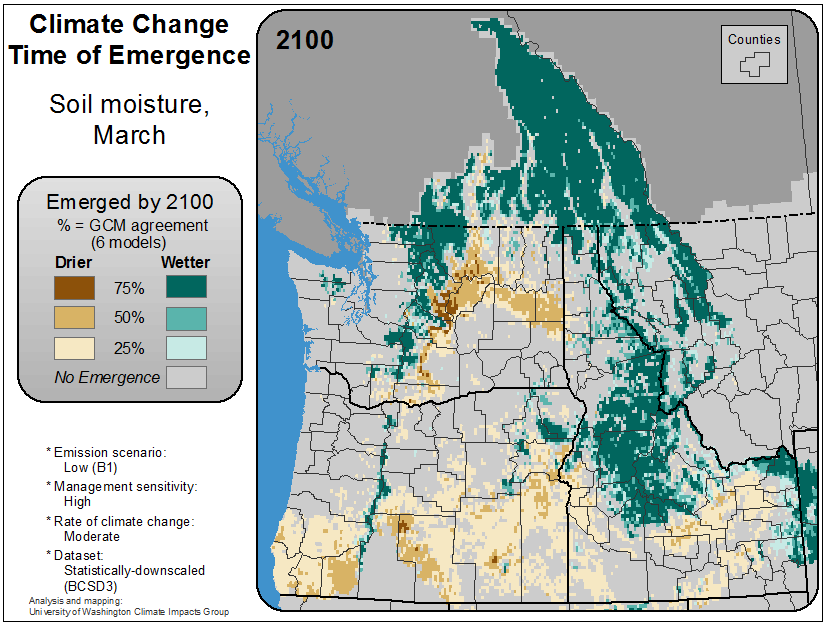 Climate Change
Time of Emergence
Soil moisture,
March
Emerged by 2100
% = GCM agreement
(6 models)
Drier Wetter
75%
50%
25%
No Emergence
* Emission scenario:
Low (B1)
* Management sensitivity:
High
* Rate of climate change:
Moderate
* Dataset:
Statistically-downscaled
(BCSD3)
Analysis and mapping:
University of Washington Climate Impacts Group
2100
Counties